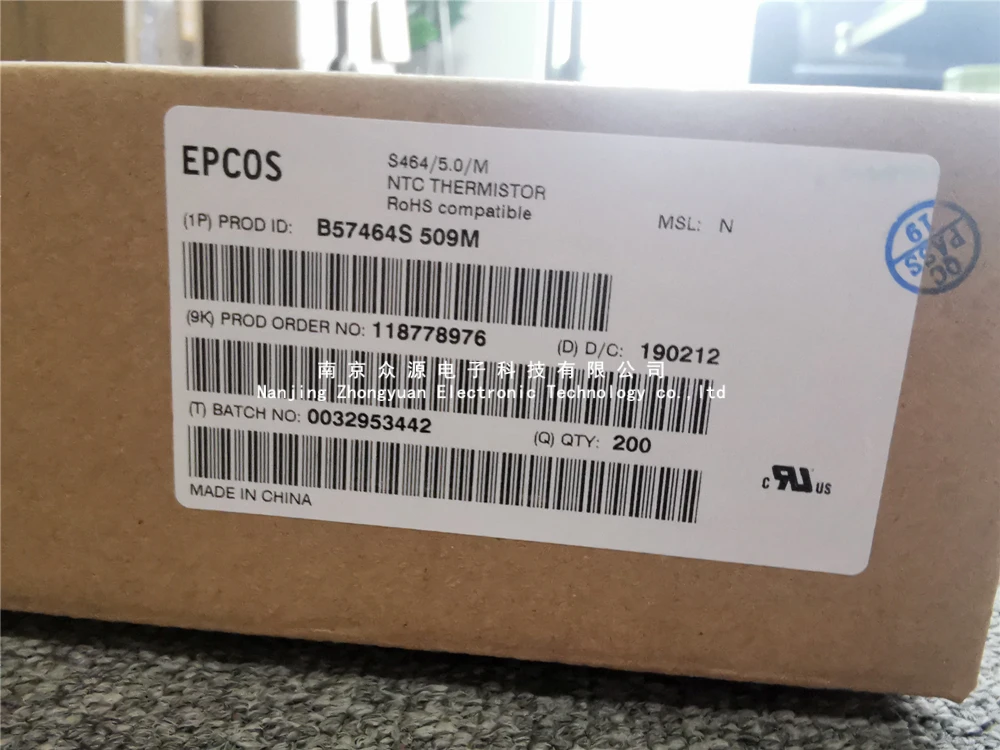 EPCOS
S464/5.0/M
NTC THERMISTOR
RoHS compatible
(1P) PROD ID: B57464S 509M
MSL: N
QC
PASS
19
(9K) PROD ORDER NO: 118778976
(D) D/C: 190212
南京众源电子科技有限公司
Nanjing Zhongyuan Electronic Technology co.,ltd
(T) BATCH NO: 0032953442
(Q) QTY: 200
MADE IN CHINA
c RU us